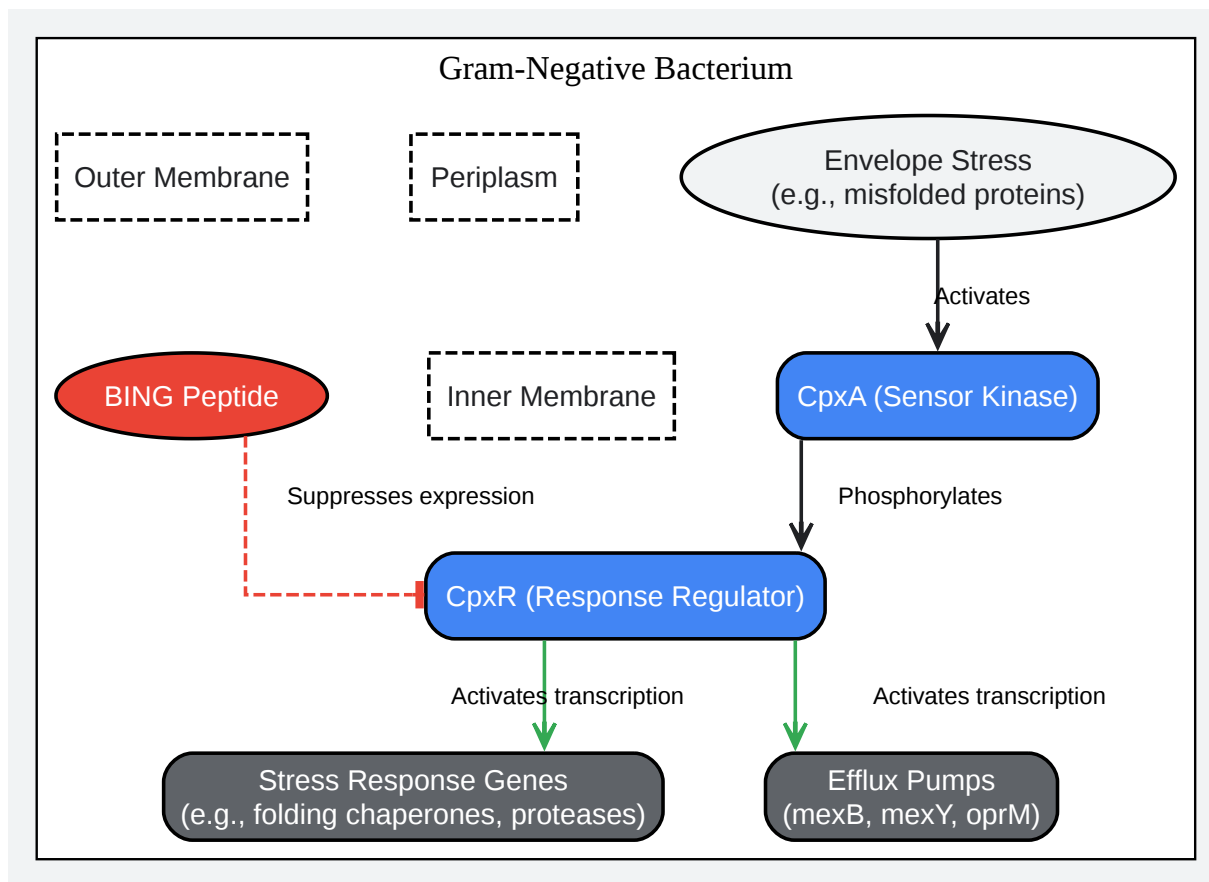 Gram-Negative Bacterium
Outer Membrane
Periplasm
Envelope Stress
(e.g., misfolded proteins)
Activates
BING Peptide
Inner Membrane
CpxA (Sensor Kinase)
Suppresses expression
Phosphorylates
CpxR (Response Regulator)
Activates transcription
Activates transcription
Stress Response Genes
(e.g., folding chaperones, proteases)
Efflux Pumps
(mexB, mexY, oprM)